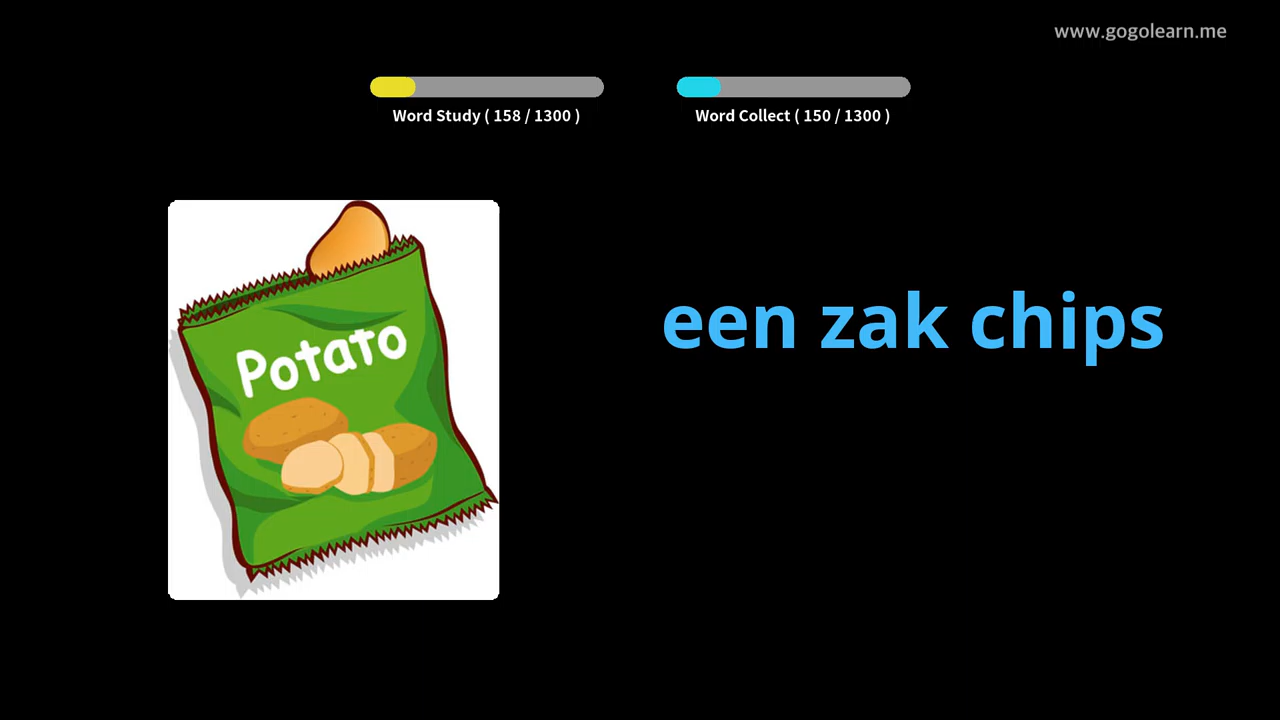 www.gogolearn.me
Word Study ( 158 / 1300 )
Word Collect ( 150 / 1300 )
Potato
een zak chips